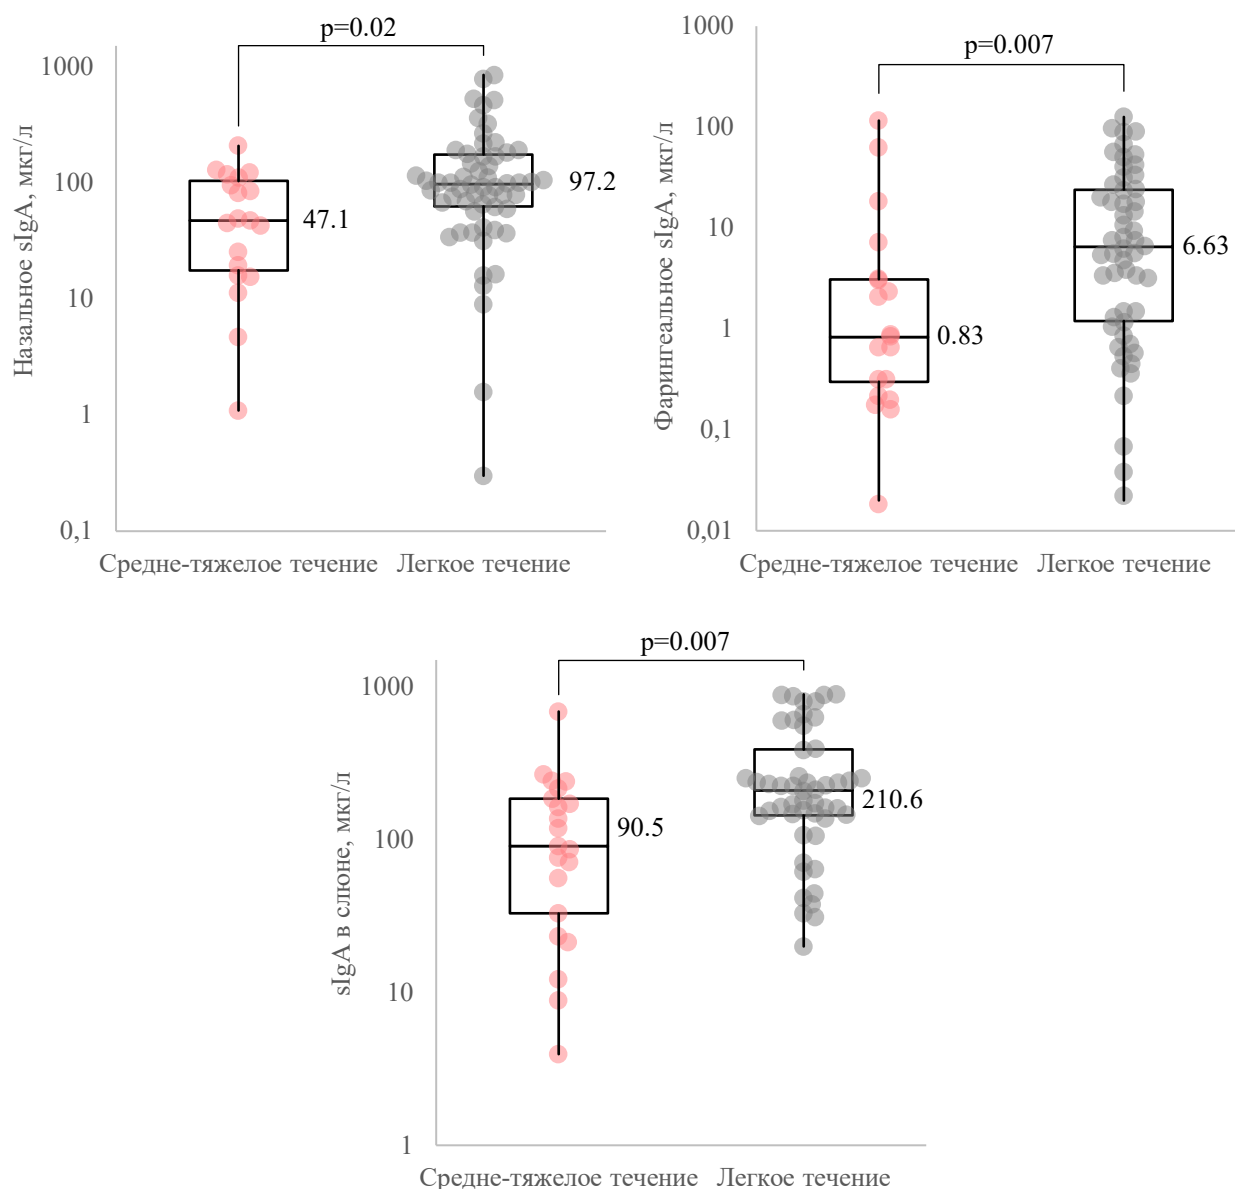 p=0.02
1000
100
10
1
0,1
Назальное sIgA, мкг/л
47.1
97.2
Средне-тяжелое течение
Легкое течение
p=0.007
1000
100
10
1
0,1
0,01
Фарингеальное sIgA, мкг/л
0.83
6.63
Средне-тяжелое течение
Легкое течение
p=0.007
1000
100
10
1
sIgA в слюне, мкг/л
90.5
210.6
Средне-тяжелое течение
Легкое течение